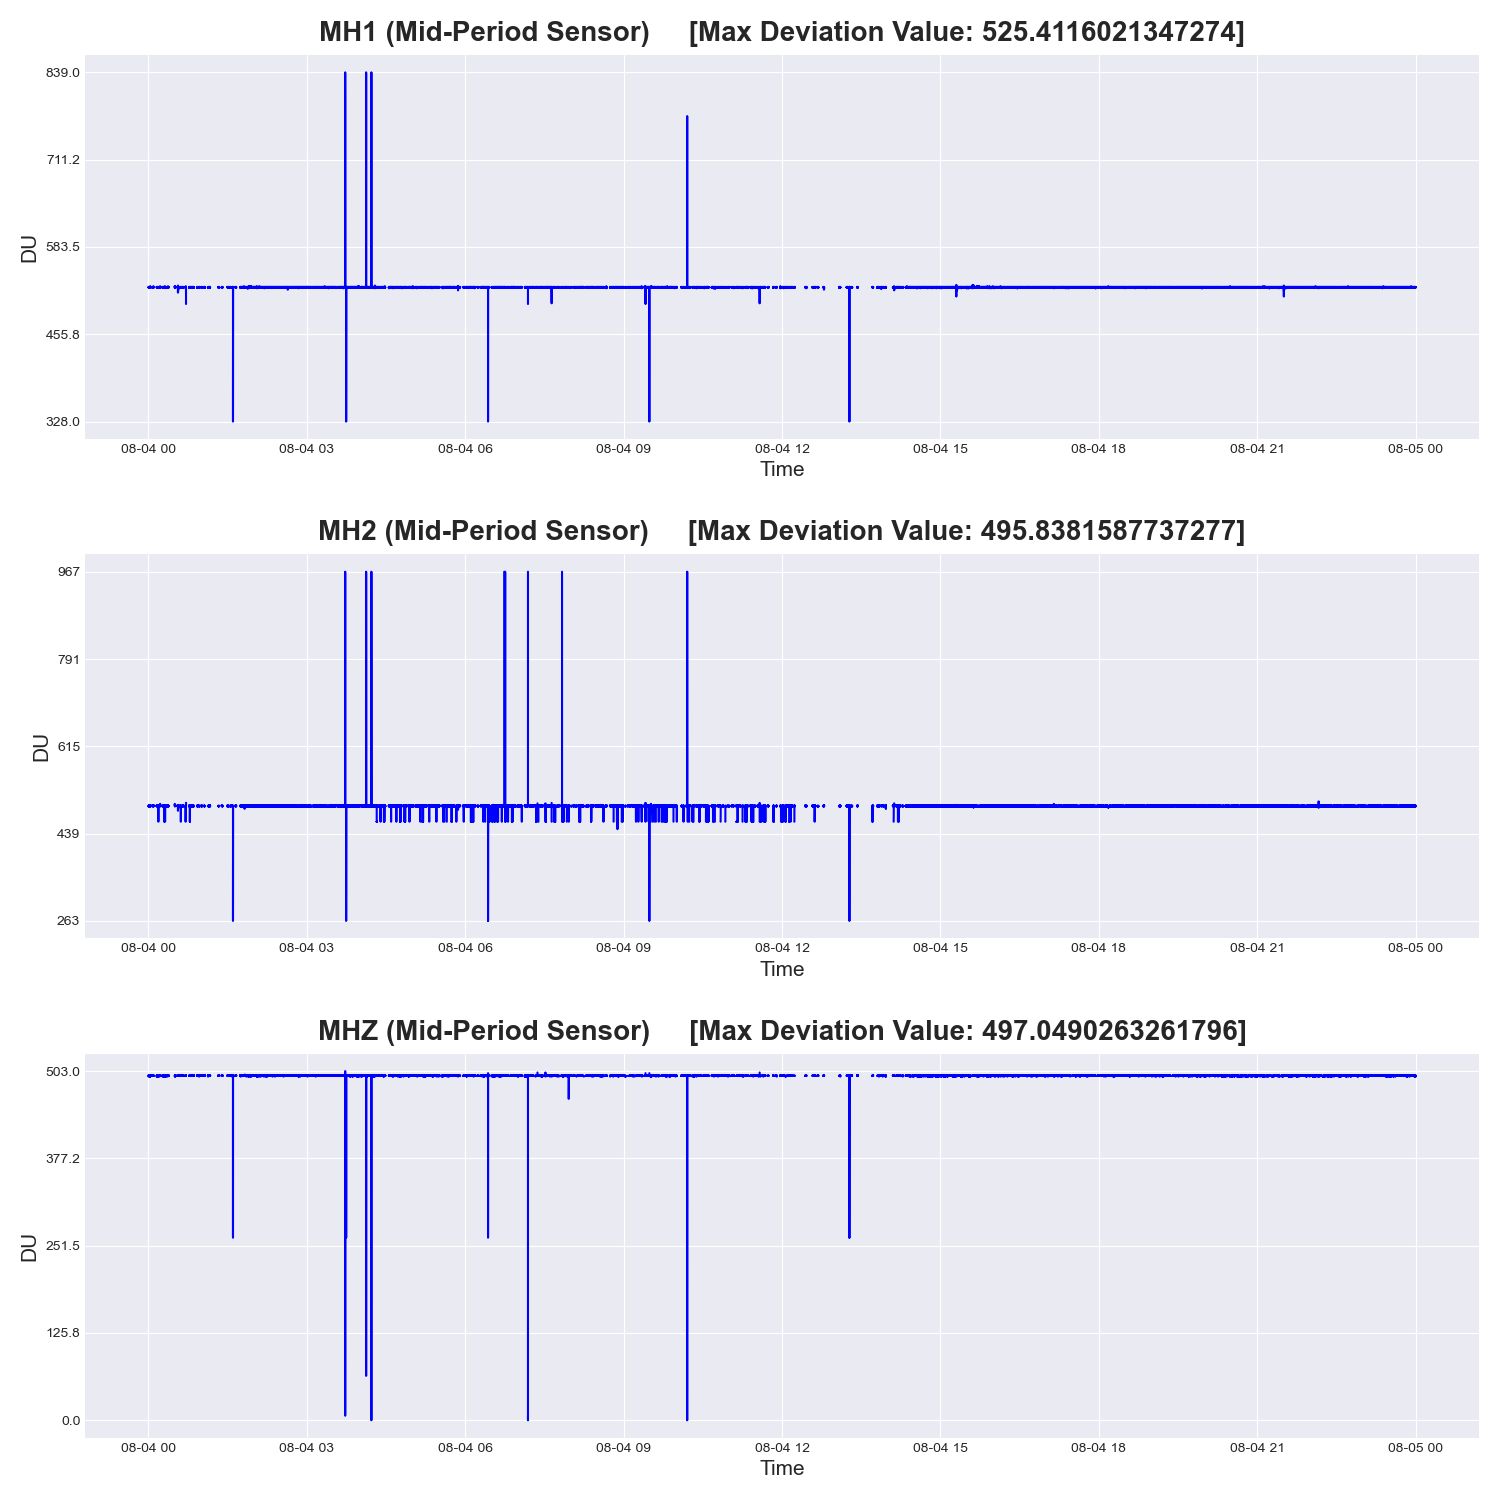 MH1 (Mid-Period Sensor) [Max Deviation Value: 525.4116021347274]
839.0
711.2
583.5
455.8
328.0
DU
08-04 00 08-04 03 08-04 06 08-04 09 08-04 12 08-04 15 08-04 18 08-04 21 08-05 00
Time
MH2 (Mid-Period Sensor) [Max Deviation Value: 495.8381587737277]
967
791
615
439
263
DU
08-04 00 08-04 03 08-04 06 08-04 09 08-04 12 08-04 15 08-04 18 08-04 21 08-05 00
Time
MHZ (Mid-Period Sensor) [Max Deviation Value: 497.0490263261796]
503.0
377.2
251.5
125.8
0.0
DU
08-04 00 08-04 03 08-04 06 08-04 09 08-04 12 08-04 15 08-04 18 08-04 21 08-05 00
Time